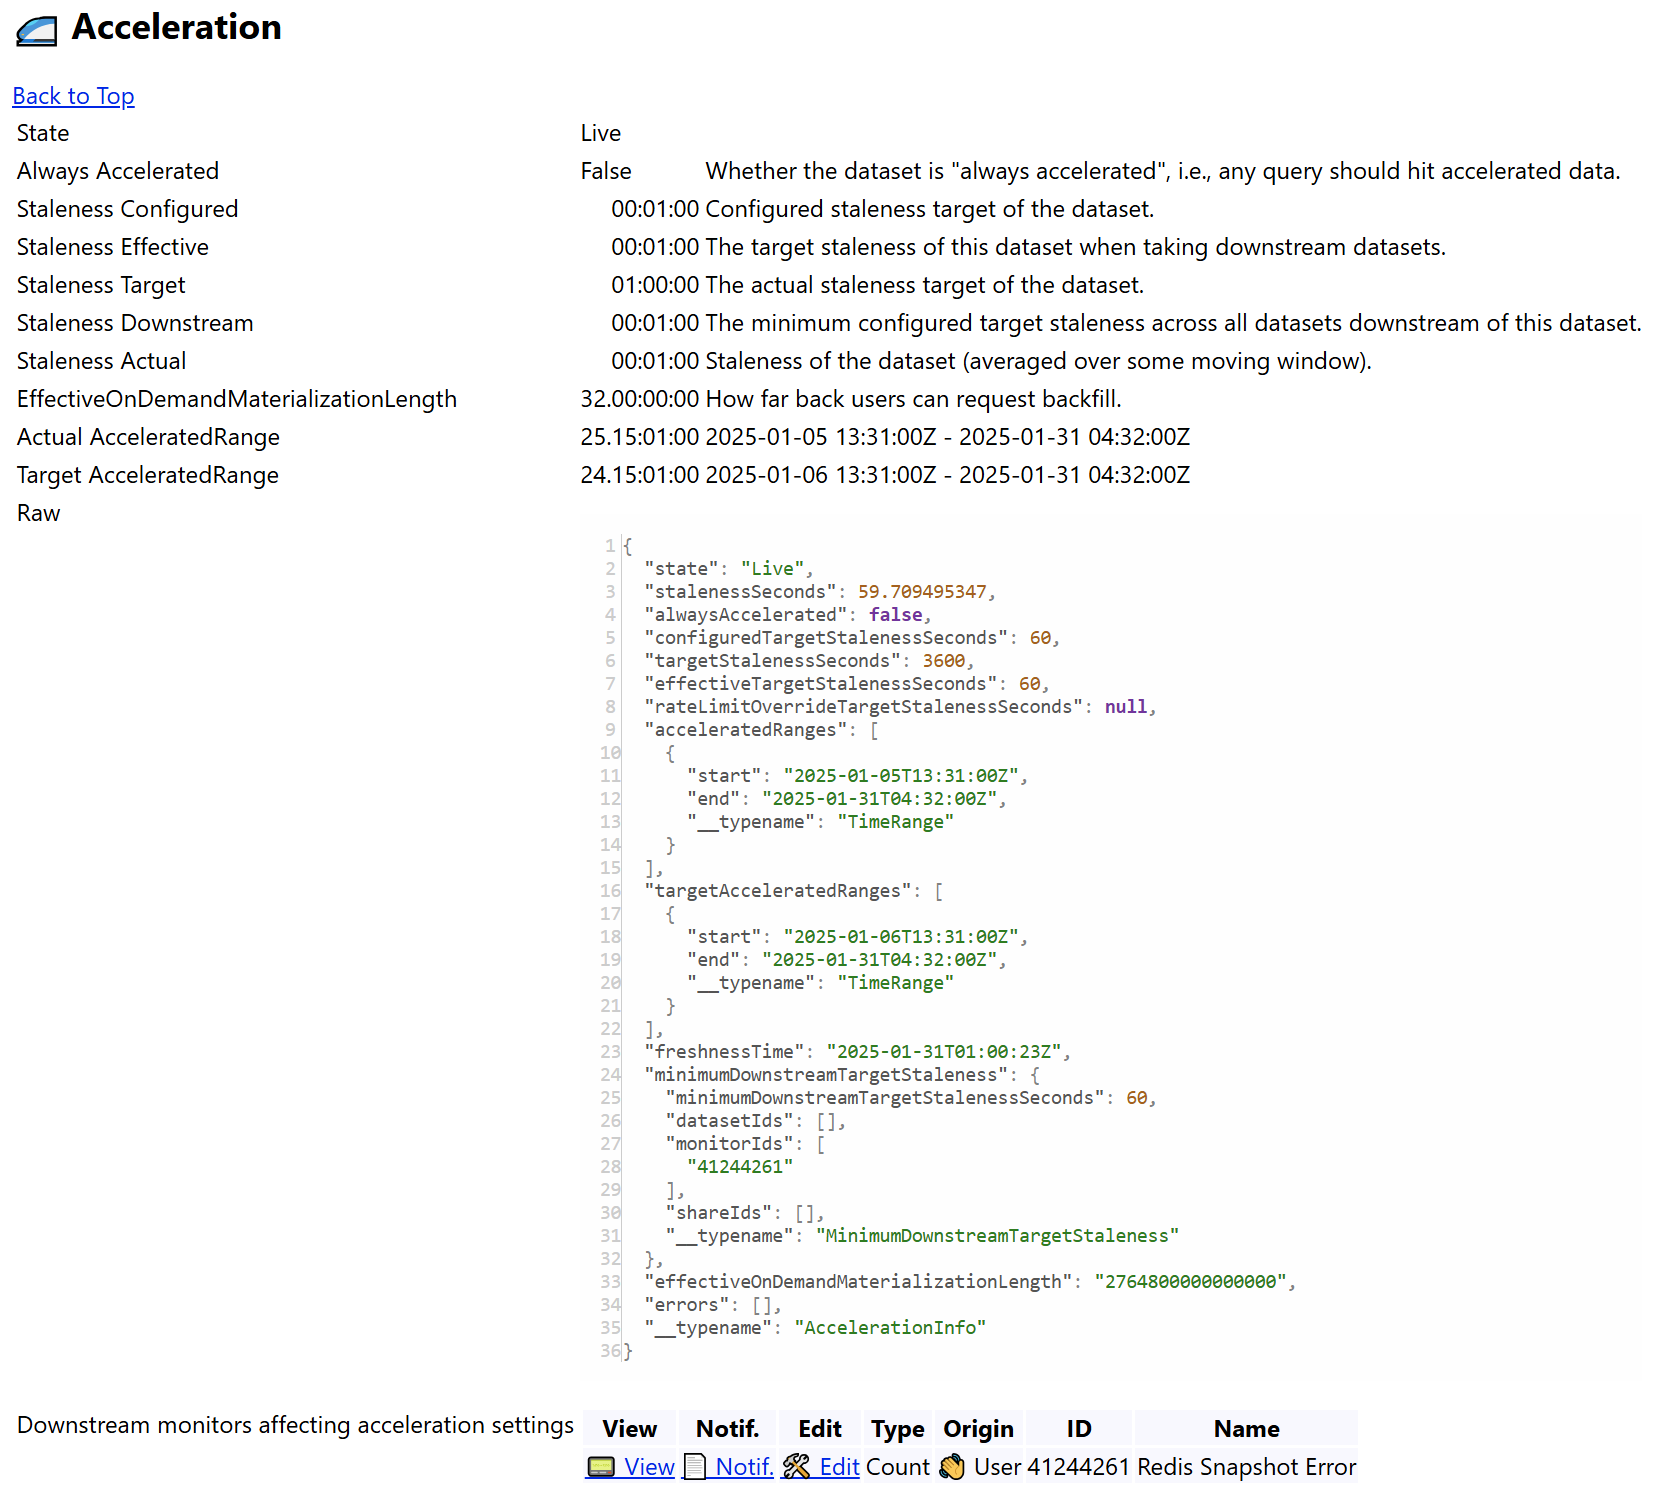 Acceleration
Back to Top
State Live
Always Accelerated False Whether the dataset is "always accelerated", i.e., any query should hit accelerated data.
Staleness Configured 00:01:00 Configured staleness target of the dataset.
Staleness Effective 00:01:00 The target staleness of this dataset when taking downstream datasets.
Staleness Target 01:00:00 The actual staleness target of the dataset.
Staleness Downstream 00:01:00 The minimum configured target staleness across all datasets downstream of this dataset.
Staleness Actual 00:01:00 Staleness of the dataset (averaged over some moving window).
EffectiveOnDemandMaterializationLength 32.00:00:00 How far back users can request backfill.
Actual AcceleratedRange 25.15:01:00 2025-01-05 13:31:00Z - 2025-01-31 04:32:00Z
Target AcceleratedRange 24.15:01:00 2025-01-06 13:31:00Z - 2025-01-31 04:32:00Z
Raw
1 {
2   "state": "Live",
3   "stalenessSeconds": 59.709495347,
4   "alwaysAccelerated": false,
5   "configuredTargetStalenessSeconds": 60,
6   "targetStalenessSeconds": 3600,
7   "effectiveTargetStalenessSeconds": 60,
8   "rateLimitOverrideTargetStalenessSeconds": null,
9   "acceleratedRanges": [
10     {
11       "start": "2025-01-05T13:31:00Z",
12       "end": "2025-01-31T04:32:00Z",
13       "__typename": "TimeRange"
14     }
15   ],
16   "targetAcceleratedRanges": [
17     {
18       "start": "2025-01-06T13:31:00Z",
19       "end": "2025-01-31T04:32:00Z",
20       "__typename": "TimeRange"
21     }
22   ],
23   "freshnessTime": "2025-01-31T01:00:23Z",
24   "minimumDownstreamTargetStaleness": {
25     "minimumDownstreamTargetStalenessSeconds": 60,
26     "datasetIds": [],
27     "monitorIds": [
28       "41244261"
29     ],
30     "shareIds": [],
31     "__typename": "MinimumDownstreamTargetStaleness"
32   },
33   "effectiveOnDemandMaterializationLength": "2764800000000000",
34   "errors": [],
35   "__typename": "AccelerationInfo"
36 }
Downstream monitors affecting acceleration settings View Notif. Edit Type Origin ID Name
View Notif. Edit Count User 41244261 Redis Snapshot Error